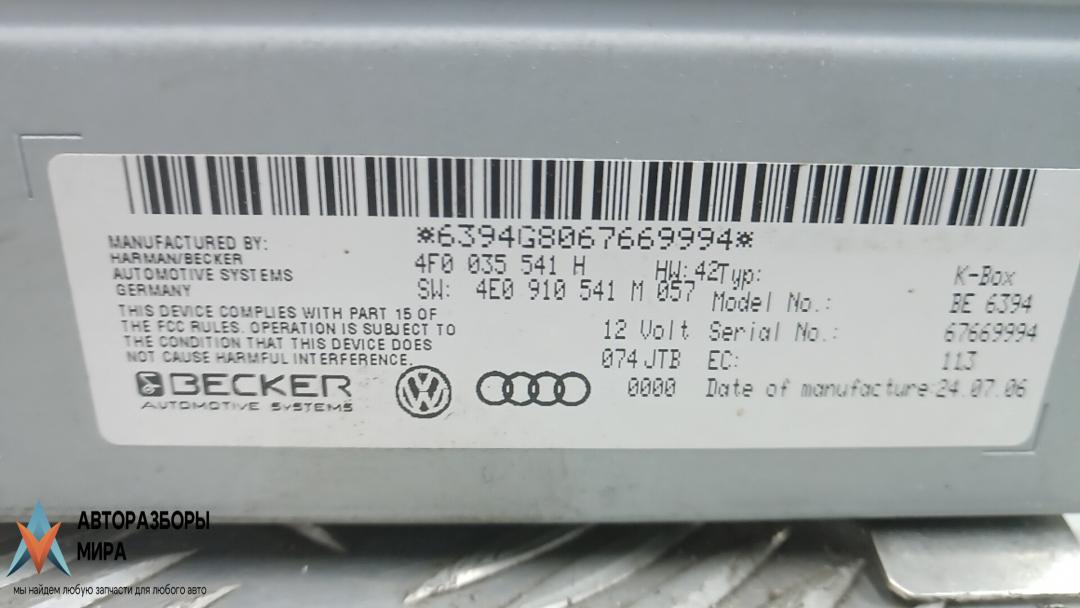 *6394G8067669994*
MANUFACTURED BY:
HARMAN/BECKER
AUTOMOTIVE SYSTEMS
GERMANY
THIS DEVICE COMPLIES WITH PART 15 OF
THE FCC RULES. OPERATION IS SUBJECT TO
THE CONDITION THAT THIS DEVICE DOES
NOT CAUSE HARMFUL INTERFERENCE.
BECKER
AUTOMOTIVE SYSTEMS
4F0 035 541 H HW: 42
SW: 4E0 910 541 M 057
12 Volt
074 JTB
0000
Typ: K-Box
Model No.: BE 6394
Serial No.: 67669994
EC: 113
Date of manufacture: 24.07.06
АВТОРАЗБОРЫ
МИРА
мы найдем любую запчасти для любого авто